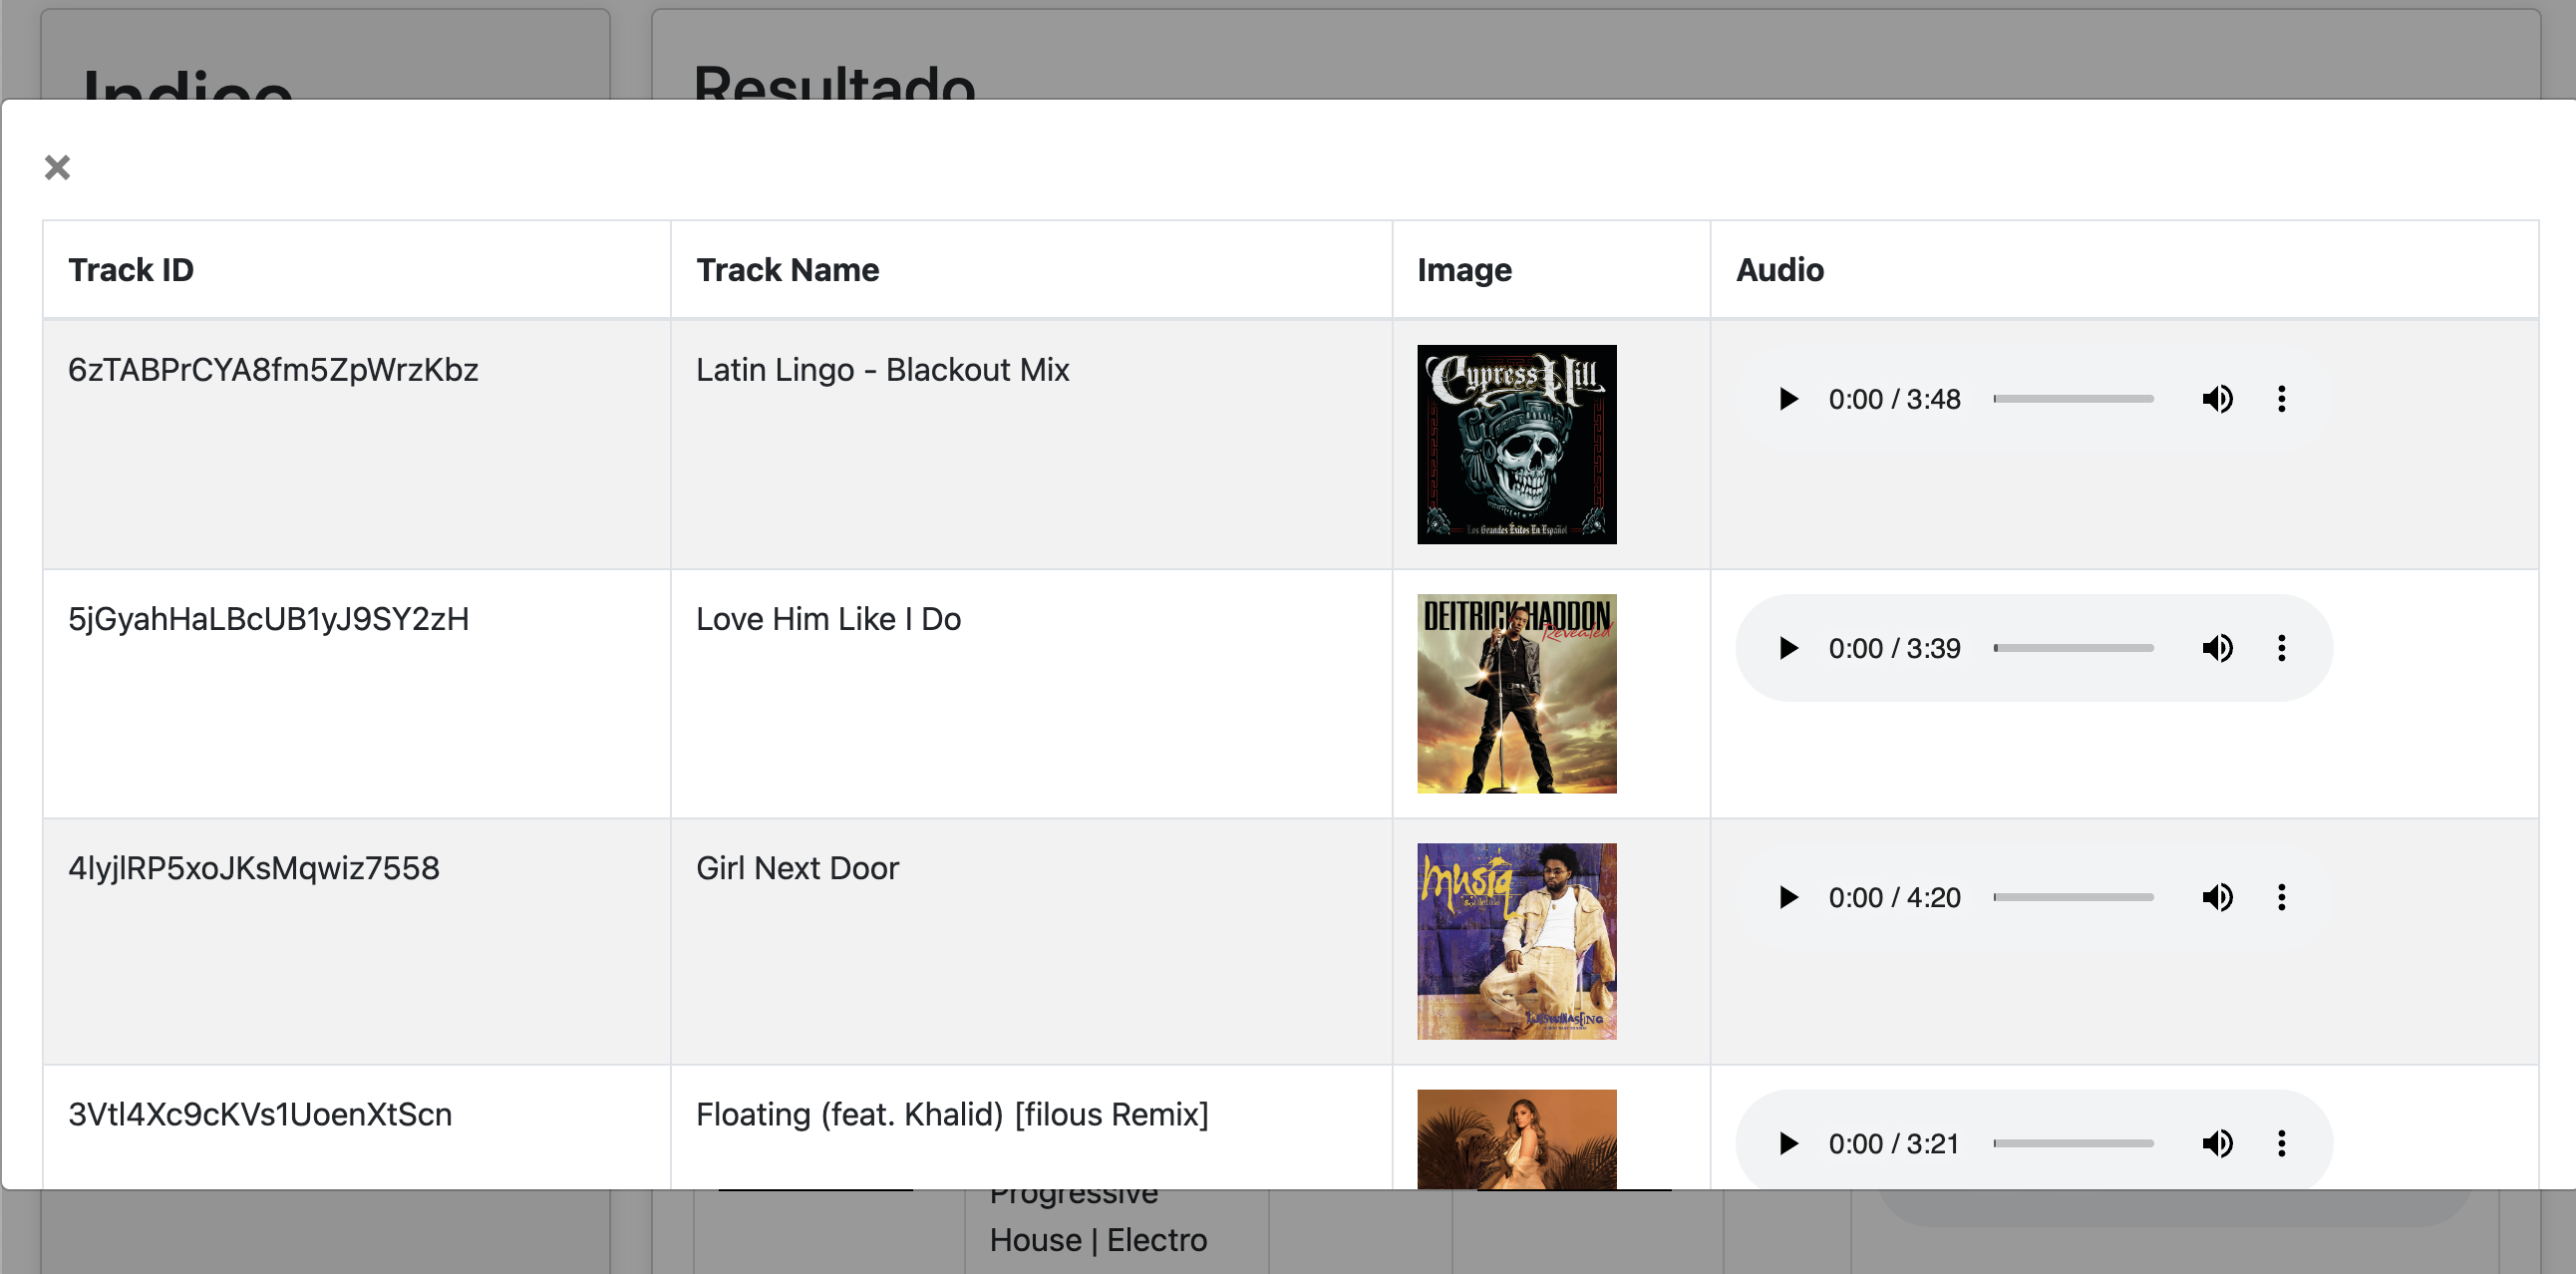 Indice
Resultado
×
Track ID Track Name Image Audio
6zTABPrCYA8fm5ZpWrzKbz Latin Lingo - Blackout Mix 0:00 / 3:48
Cypress Hill
Los Grandes Éxitos En Español
5jGyahHaLBcUB1yJ9SY2zH Love Him Like I Do 0:00 / 3:39
DEITRICK HADDON
Revealed
4lyjlRP5xoJKsMqwiz7558 Girl Next Door 0:00 / 4:20
musiq
3Vtl4Xc9cKVs1UoenXtScn Floating (feat. Khalid) [filous Remix] 0:00 / 3:21
Progressive
House | Electro